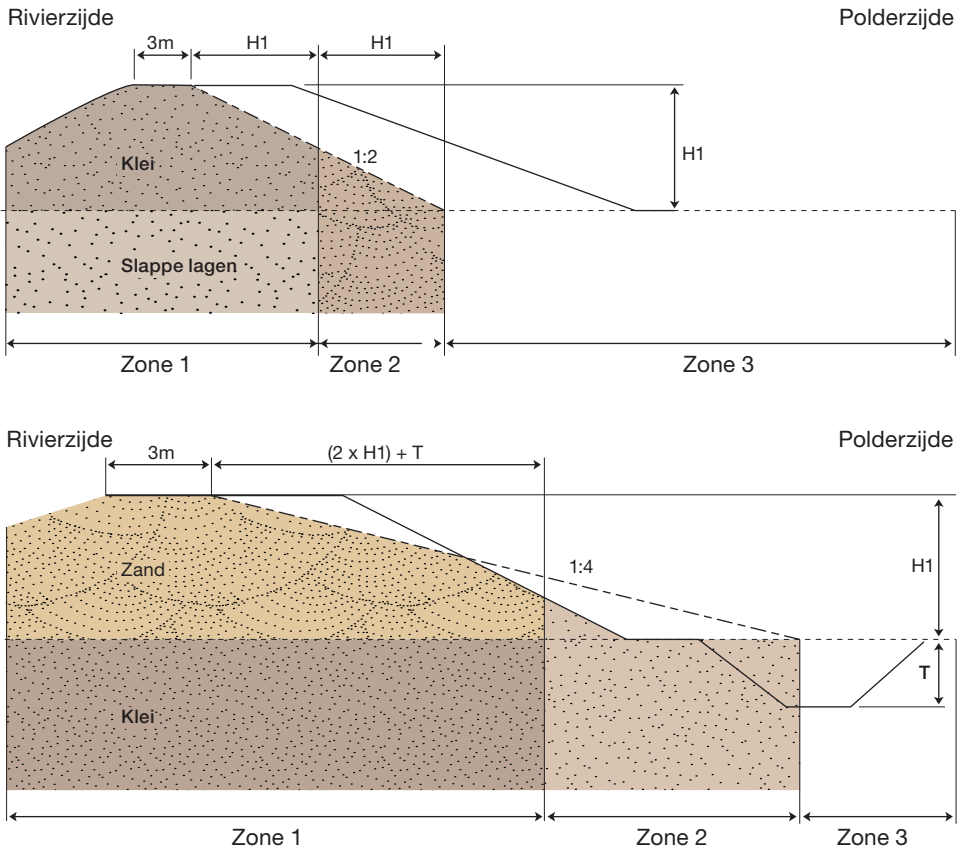 Rivierzijde Polderzijde
3m H1 H1
H1
1:2
Klei
Slappe lagen
Zone 1 Zone 2 Zone 3
Rivierzijde Polderzijde
3m (2 x H1) + T
H1
1:4
Zand
T
Klei
Zone 1 Zone 2 Zone 3